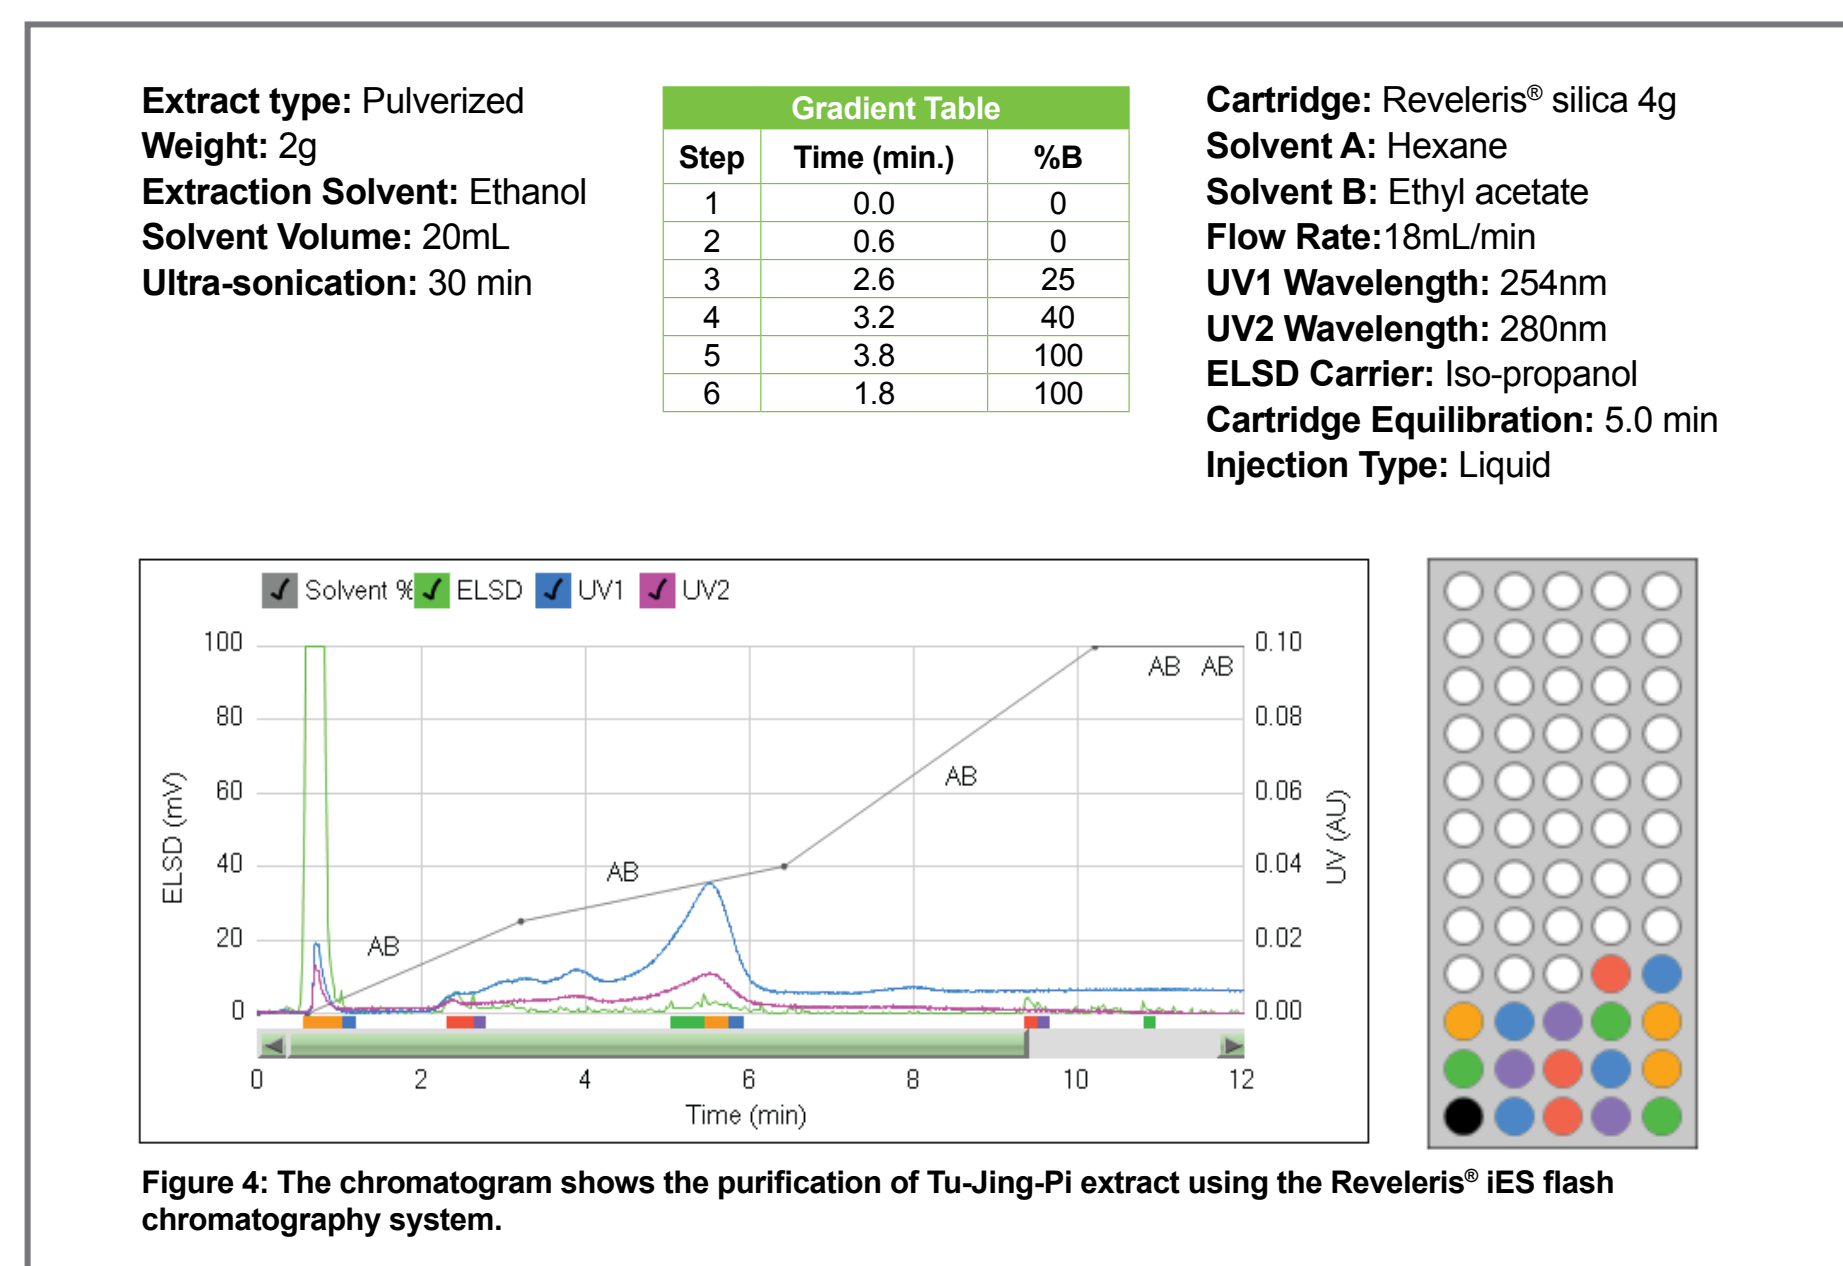 Extract type: Pulverized
Weight: 2g
Extraction Solvent: Ethanol
Solvent Volume: 20mL
Ultra-sonication: 30 min
Gradient Table
Step Time (min.) %B
1 0.0 0
2 0.6 0
3 2.6 25
4 3.2 40
5 3.8 100
6 1.8 100
Cartridge: Reveleris® silica 4g
Solvent A: Hexane
Solvent B: Ethyl acetate
Flow Rate:18mL/min
UV1 Wavelength: 254nm
UV2 Wavelength: 280nm
ELSD Carrier: Iso-propanol
Cartridge Equilibration: 5.0 min
Injection Type: Liquid
Solvent % ELSD UV1 UV2
100
80
60
40
20
0
ELSD (mV)
AB
AB
AB
AB AB
0.10
0.08
0.06
0.04
0.02
0.00
UV (AU)
0 2 4 6 8 10 12
Time (min)
Figure 4: The chromatogram shows the purification of Tu-Jing-Pi extract using the Reveleris® iES flash
chromatography system.